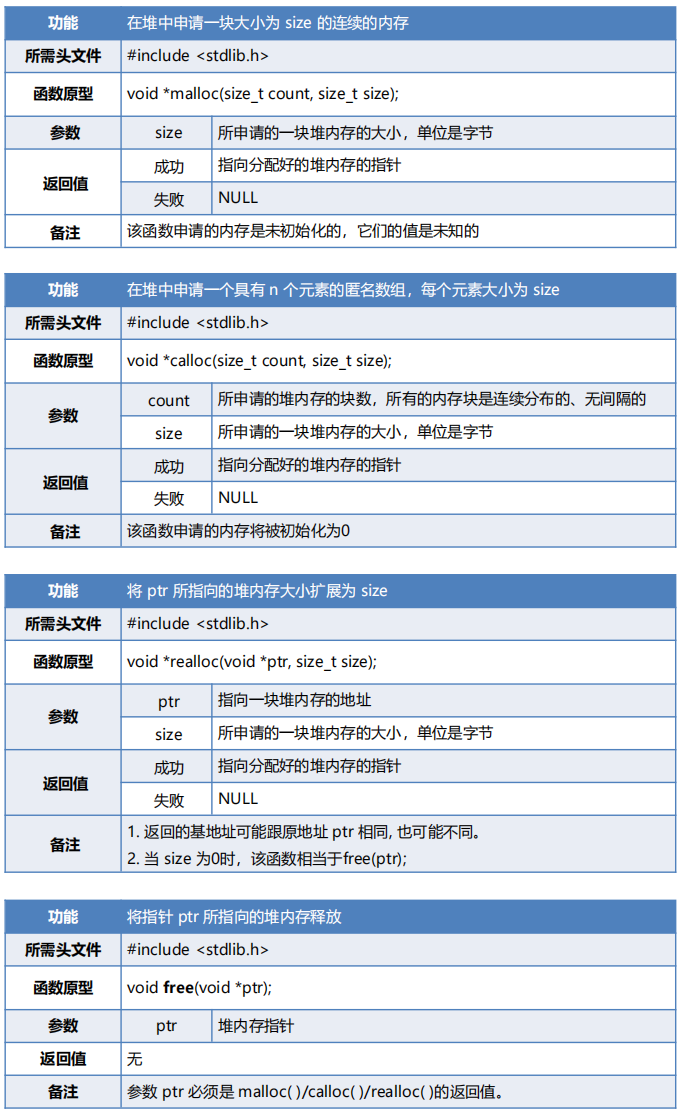 功能 在堆中申请一块大小为 size 的连续的内存
所需头文件 #include <stdlib.h>
函数原型 void *malloc(size_t count, size_t size);
参数 size 所申请的一块堆内存的大小，单位是字节
返回值 成功 指向分配好的堆内存的指针
失败 NULL
备注 该函数申请的内存是未初始化的，它们的值是未知的
功能 在堆中申请一个具有 n 个元素的匿名数组，每个元素大小为 size
所需头文件 #include <stdlib.h>
函数原型 void *calloc(size_t count, size_t size);
参数 count 所申请的堆内存的块数，所有的内存块是连续分布的、无间隔的
size 所申请的一块堆内存的大小，单位是字节
返回值 成功 指向分配好的堆内存的指针
失败 NULL
备注 该函数申请的内存将被初始化为0
功能 将 ptr 所指向的堆内存大小扩展为 size
所需头文件 #include <stdlib.h>
函数原型 void *realloc(void *ptr, size_t size);
参数 ptr 指向一块堆内存的地址
size 所申请的一块堆内存的大小，单位是字节
返回值 成功 指向分配好的堆内存的指针
失败 NULL
备注 1. 返回的基地址可能跟原地址 ptr 相同, 也可能不同。
2. 当 size 为0时，该函数相当于free(ptr);
功能 将指针 ptr 所指向的堆内存释放
所需头文件 #include <stdlib.h>
函数原型 void free(void *ptr);
参数 ptr 堆内存指针
返回值 无
备注 参数 ptr 必须是 malloc( )/calloc( )/realloc( )的返回值。